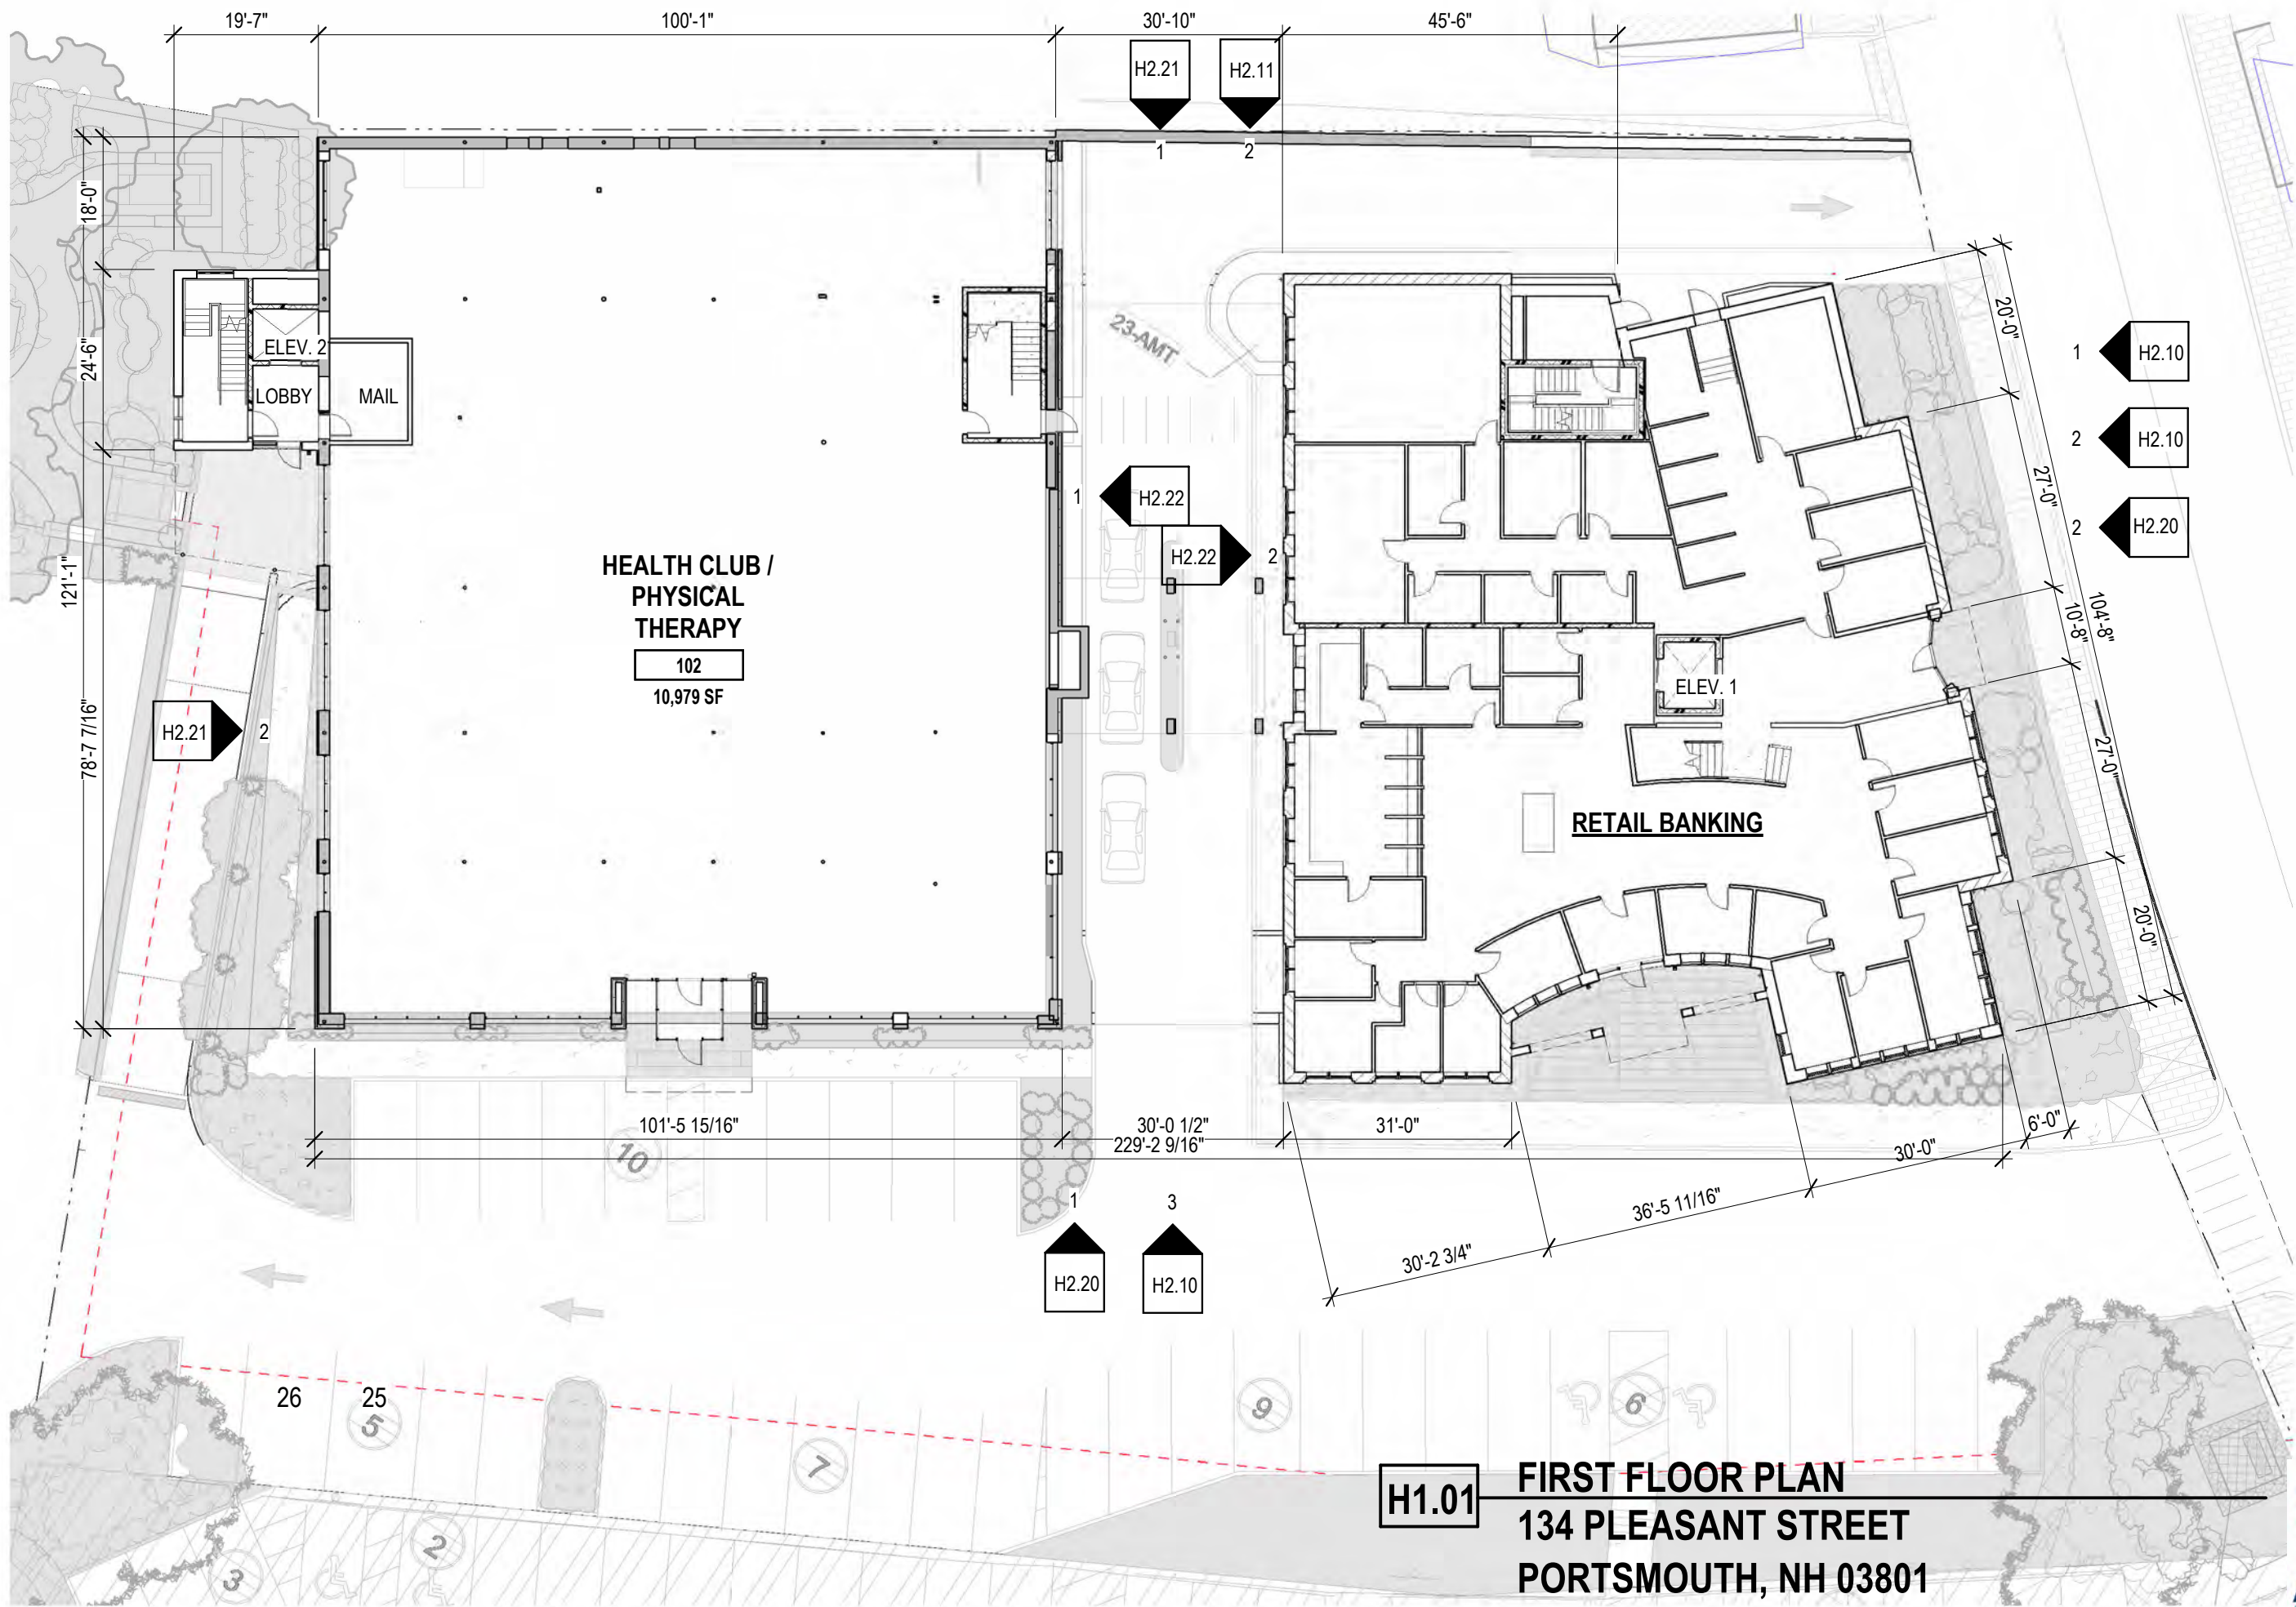 19'-7"
100'-1"
30'-10"
45'-6"
H2.21
H2.11
1
2
18'-0"
24'-6"
121'-1"
78'-7 7/16"
ELEV. 2
LOBBY
MAIL
23-AMT
20'-0"
1
H2.10
2
H2.10
27'-0"
2
H2.20
1
H2.22
H2.22
2
HEALTH CLUB /
PHYSICAL
THERAPY
102
10,979 SF
10'-8"
104'-8"
ELEV. 1
H2.21
2
27'-0"
RETAIL BANKING
20'-0"
101'-5 15/16"
30'-0 1/2"
31'-0"
6'-0"
229'-2 9/16"
30'-0"
10
36'-5 11/16"
30'-2 3/4"
1
3
H2.20
H2.10
26
25
5
7
9
6
2
3
H1.01
FIRST FLOOR PLAN
134 PLEASANT STREET
PORTSMOUTH, NH 03801